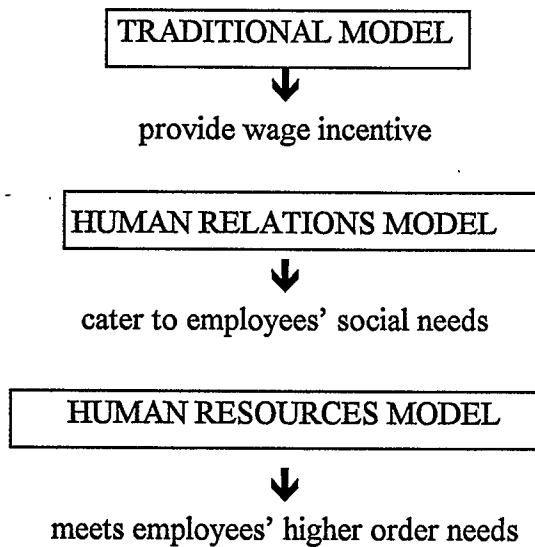 TRADITIONAL MODEL
provide wage incentive
HUMAN RELATIONS MODEL
cater to employees' social needs
HUMAN RESOURCES MODEL
meets employees' higher order needs